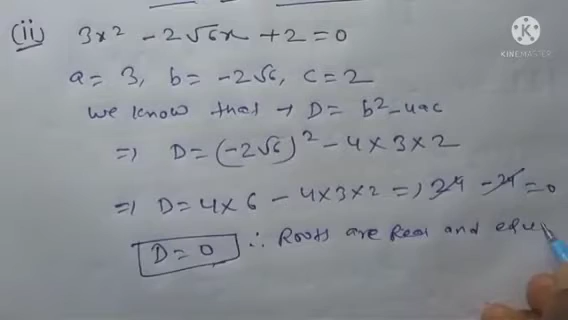 (ii) 3x² - 2√6x + 2 = 0
a = 3, b = -2√6, c = 2
we know that → D = b² - 4ac
⇒ D = (-2√6)² - 4×3×2
⇒ D = 4×6 - 4×3×2 ⇒ 24 - 24 = 0
D = 0 ∴ Roots are Real and equ
KINEMASTER